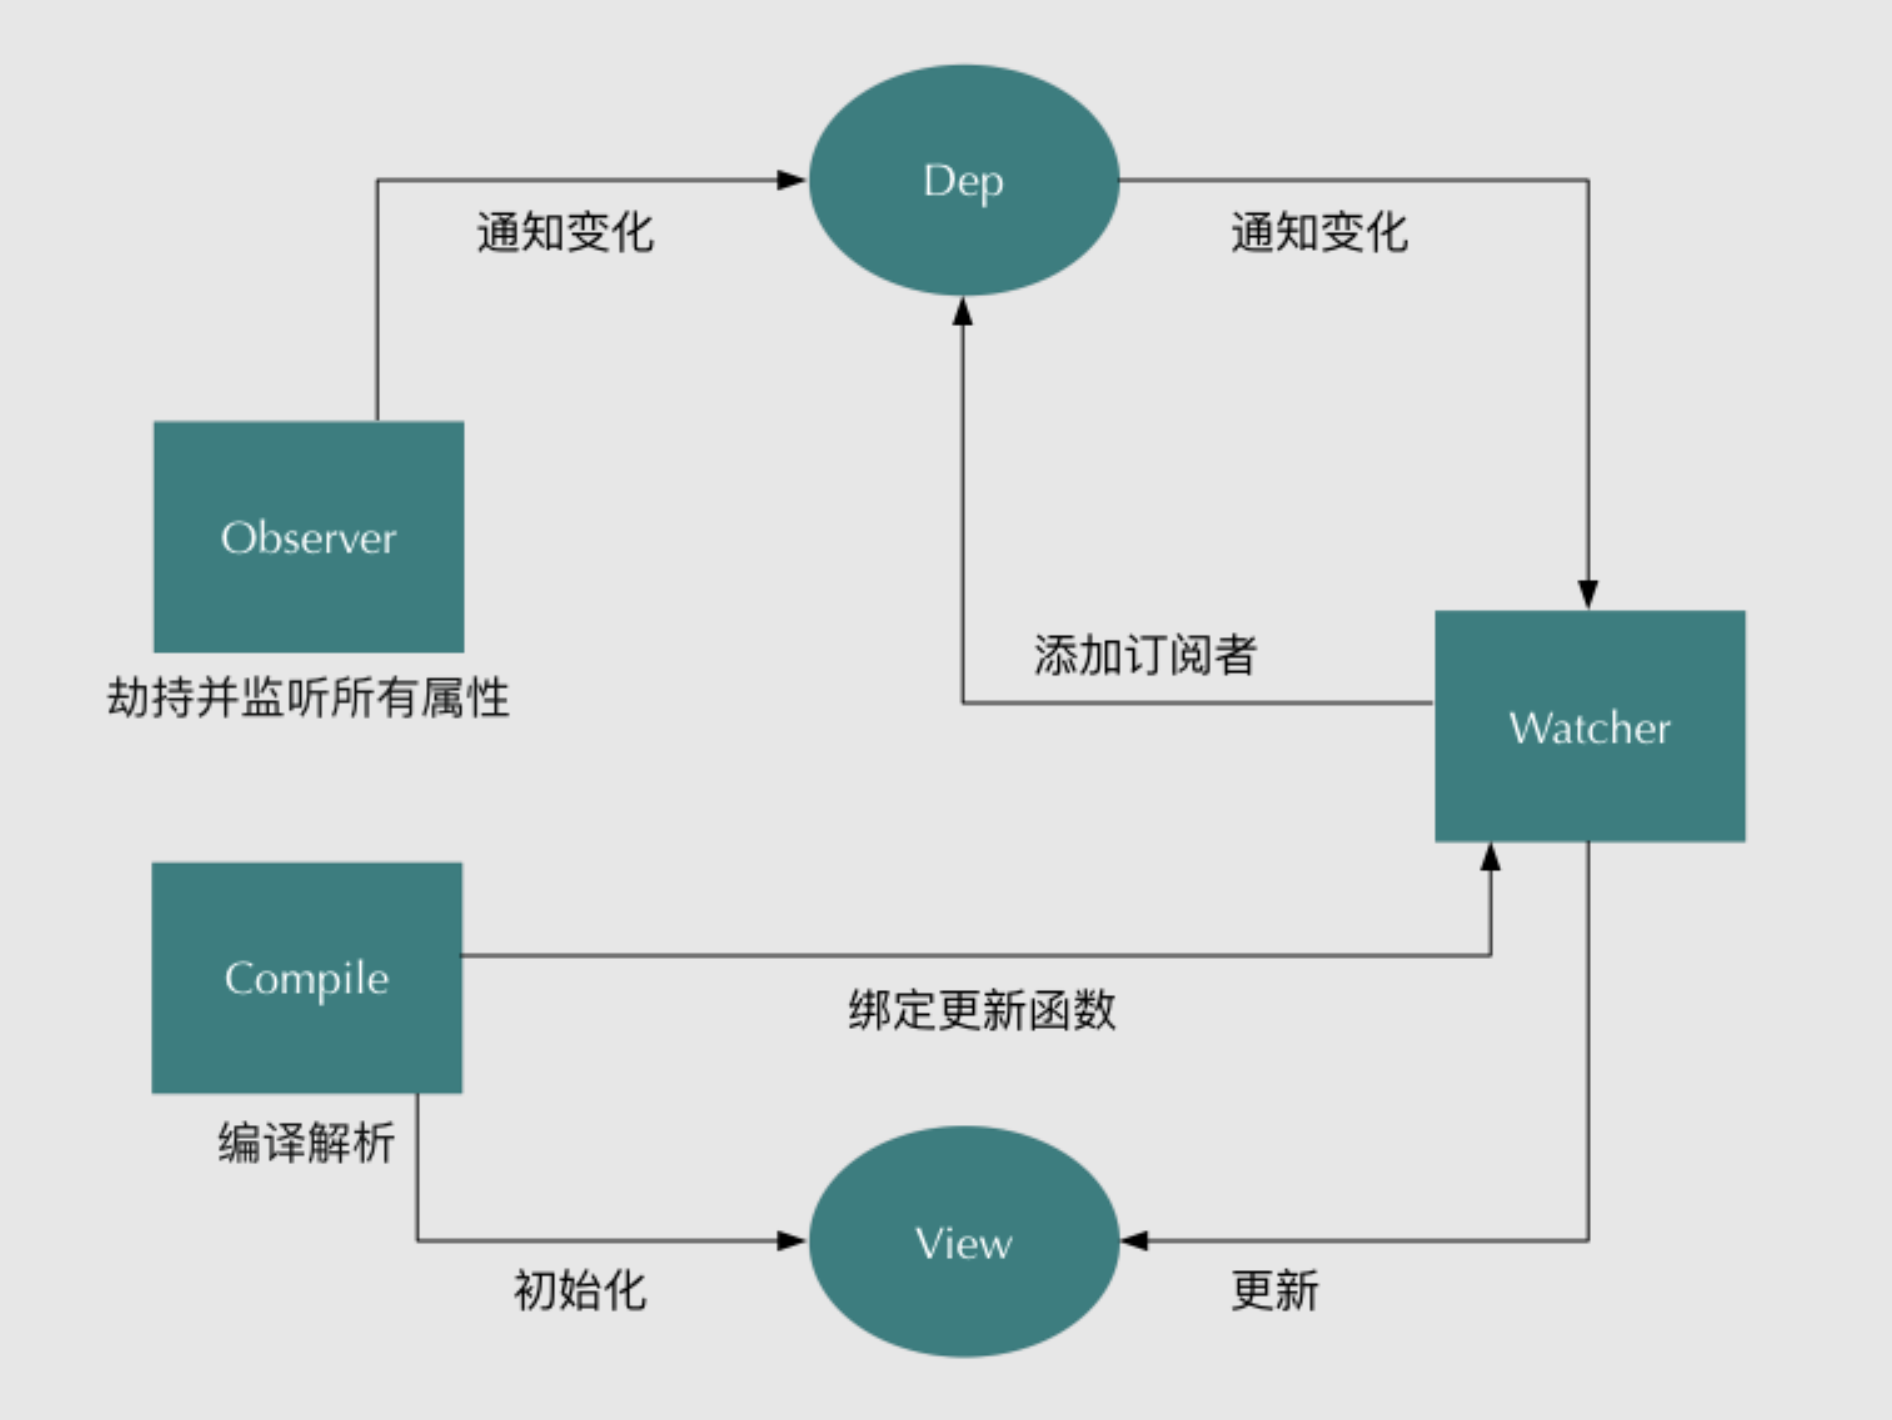 Dep
通知变化
通知变化
Observer
劫持并监听所有属性
添加订阅者
Watcher
Compile
绑定更新函数
编译解析
View
初始化
更新